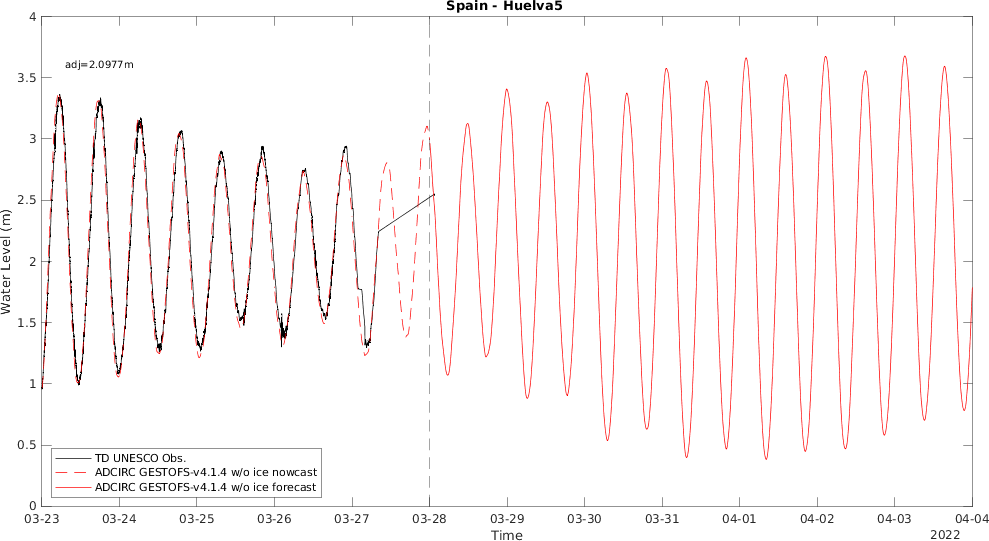 Spain - Huelva5
adj=2.0977m
Water Level (m)
4
3.5
3
2.5
2
1.5
1
0.5
0
TD UNESCO Obs.
ADCIRC GESTOFS-v4.1.4 w/o ice nowcast
ADCIRC GESTOFS-v4.1.4 w/o ice forecast
03-23 03-24 03-25 03-26 03-27 03-28 03-29 03-30 03-31 04-01 04-02 04-03 04-04
Time
2022